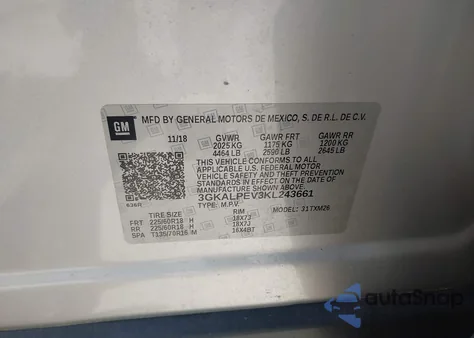 GM
MFD BY GENERAL MOTORS DE MEXICO, S. DE R.L. DE C.V.
11/18 GVWR GAWR FRT GAWR RR
2025 KG 1175 KG 1200 KG
4464 LB 2590 LB 2645 LB
THIS VEHICLE CONFORMS TO ALL
APPLICABLE U.S. FEDERAL MOTOR
VEHICLE SAFETY, BUMPER, AND THEFT
PREVENTION STANDARDS IN EFFECT ON
THE DATE OF MANUFACTURE SHOWN ABOVE.
3GKALPEV3KL243661
TYPE: M.P.V. MODEL: 31TXM26
TIRE SIZE RIM
FRT 225/60R18 H 18X7J
RR 225/60R18 H 18X7J
SPA T135/70R16 M 16X4BT
autoSnap